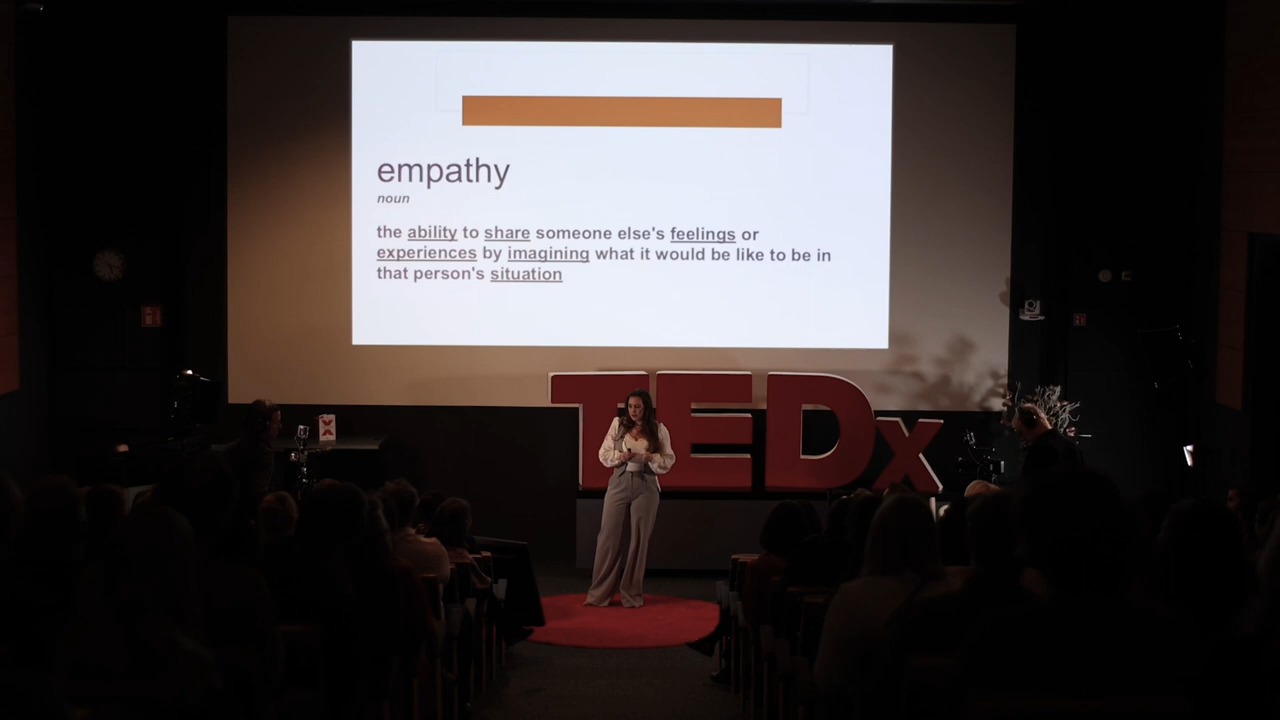 empathy
noun
the ability to share someone else's feelings or
experiences by imagining what it would be like to be in
that person's situation
TEDx
X